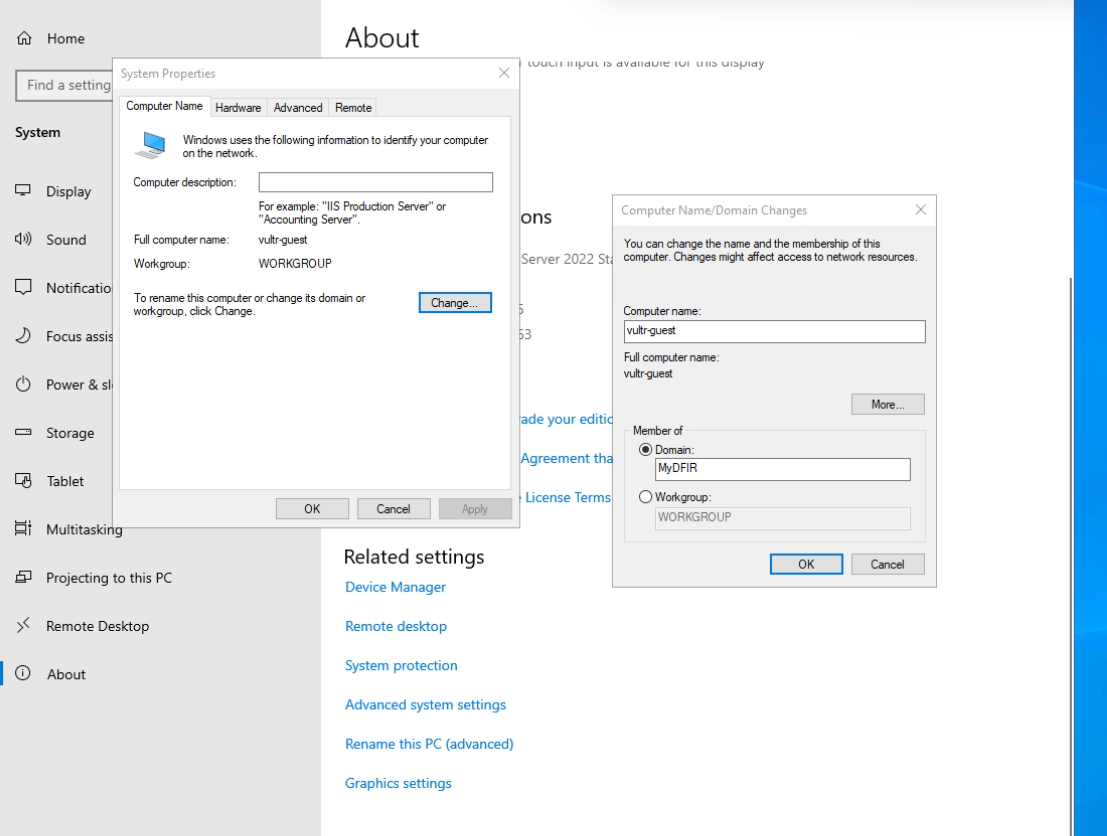 Home
Find a setting
System
Display
Sound
Notificatio
Focus assis
Power & sl
Storage
Tablet
Multitasking
Projecting to this PC
Remote Desktop
About
About
touch input is available for this display
ons
Server 2022 Sta
5
53
rade your editio
Agreement tha
License Terms
Related settings
Device Manager
Remote desktop
System protection
Advanced system settings
Rename this PC (advanced)
Graphics settings
System Properties
Computer Name Hardware Advanced Remote
Windows uses the following information to identify your computer
on the network.
Computer description:
For example: "IIS Production Server" or
"Accounting Server".
Full computer name: vultr-guest
Workgroup: WORKGROUP
To rename this computer or change its domain or
workgroup, click Change.
Change...
OK Cancel Apply
Computer Name/Domain Changes
You can change the name and the membership of this
computer. Changes might affect access to network resources.
Computer name:
vultr-guest
Full computer name:
vultr-guest
More...
Member of
Domain:
MyDFIR
Workgroup:
WORKGROUP
OK Cancel